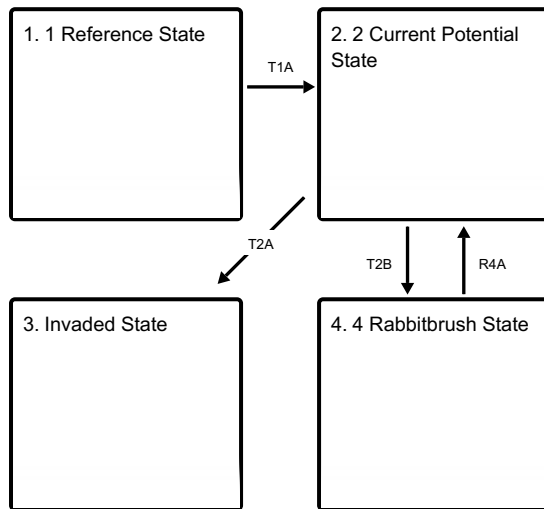 1. 1 Reference State
2. 2 Current Potential
State
T1A
T2A
T2B
R4A
3. Invaded State
4. 4 Rabbitbrush State